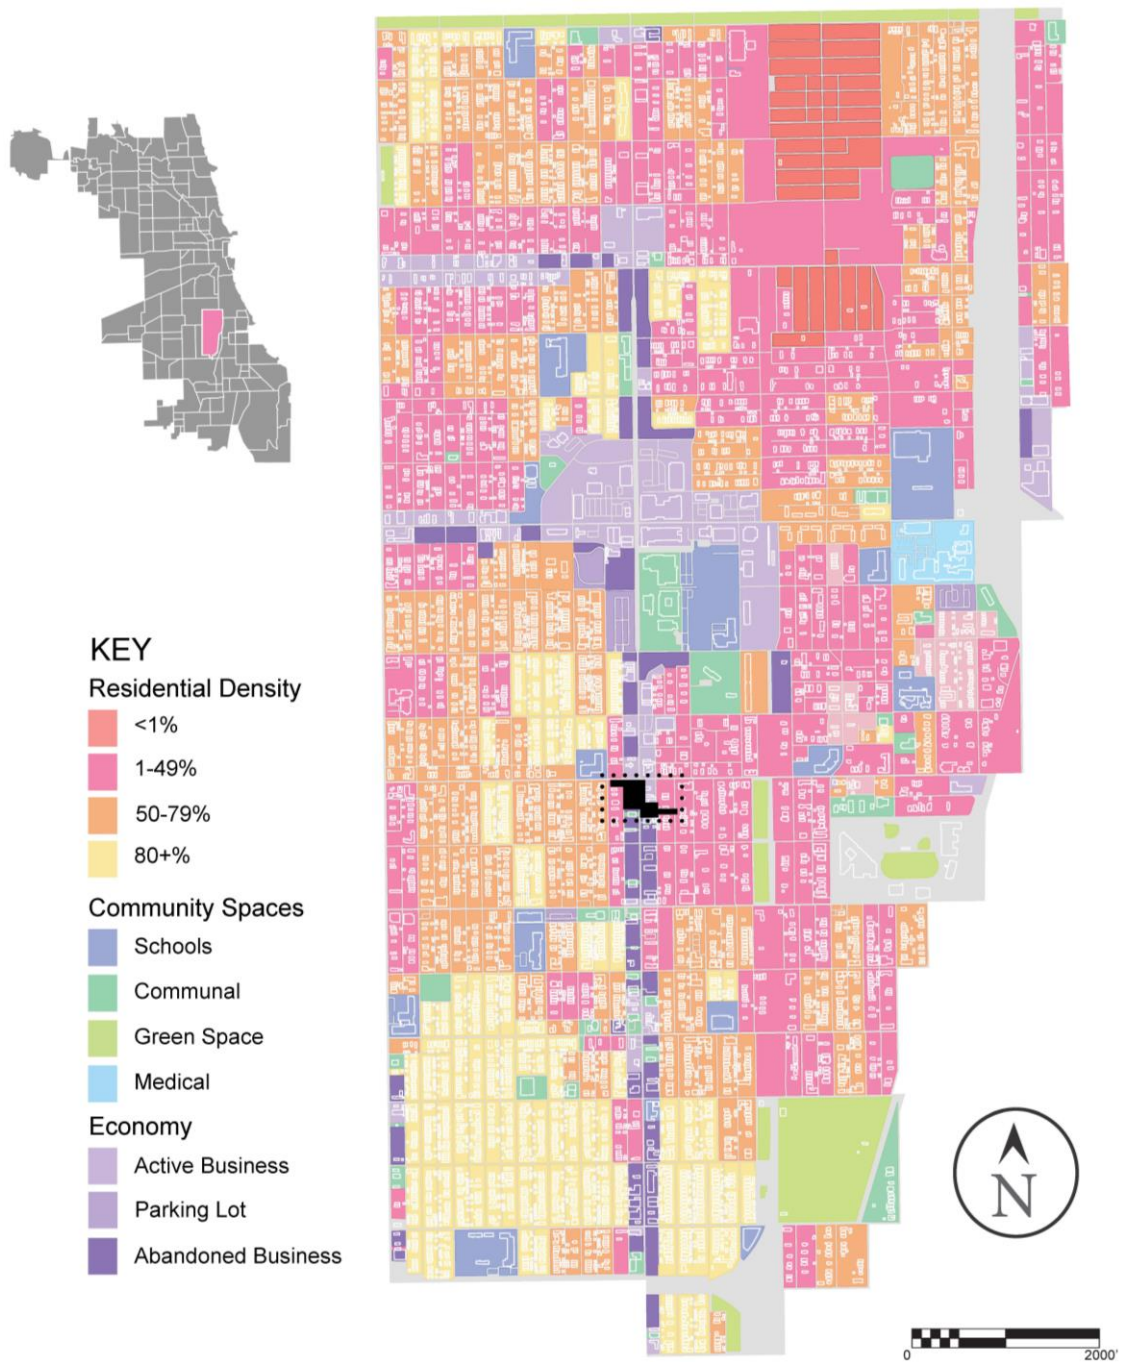 KEY
Residential Density
<1%
1-49%
50-79%
80+%
Community Spaces
Schools
Communal
Green Space
Medical
Economy
Active Business
Parking Lot
Abandoned Business
N
0 2000'